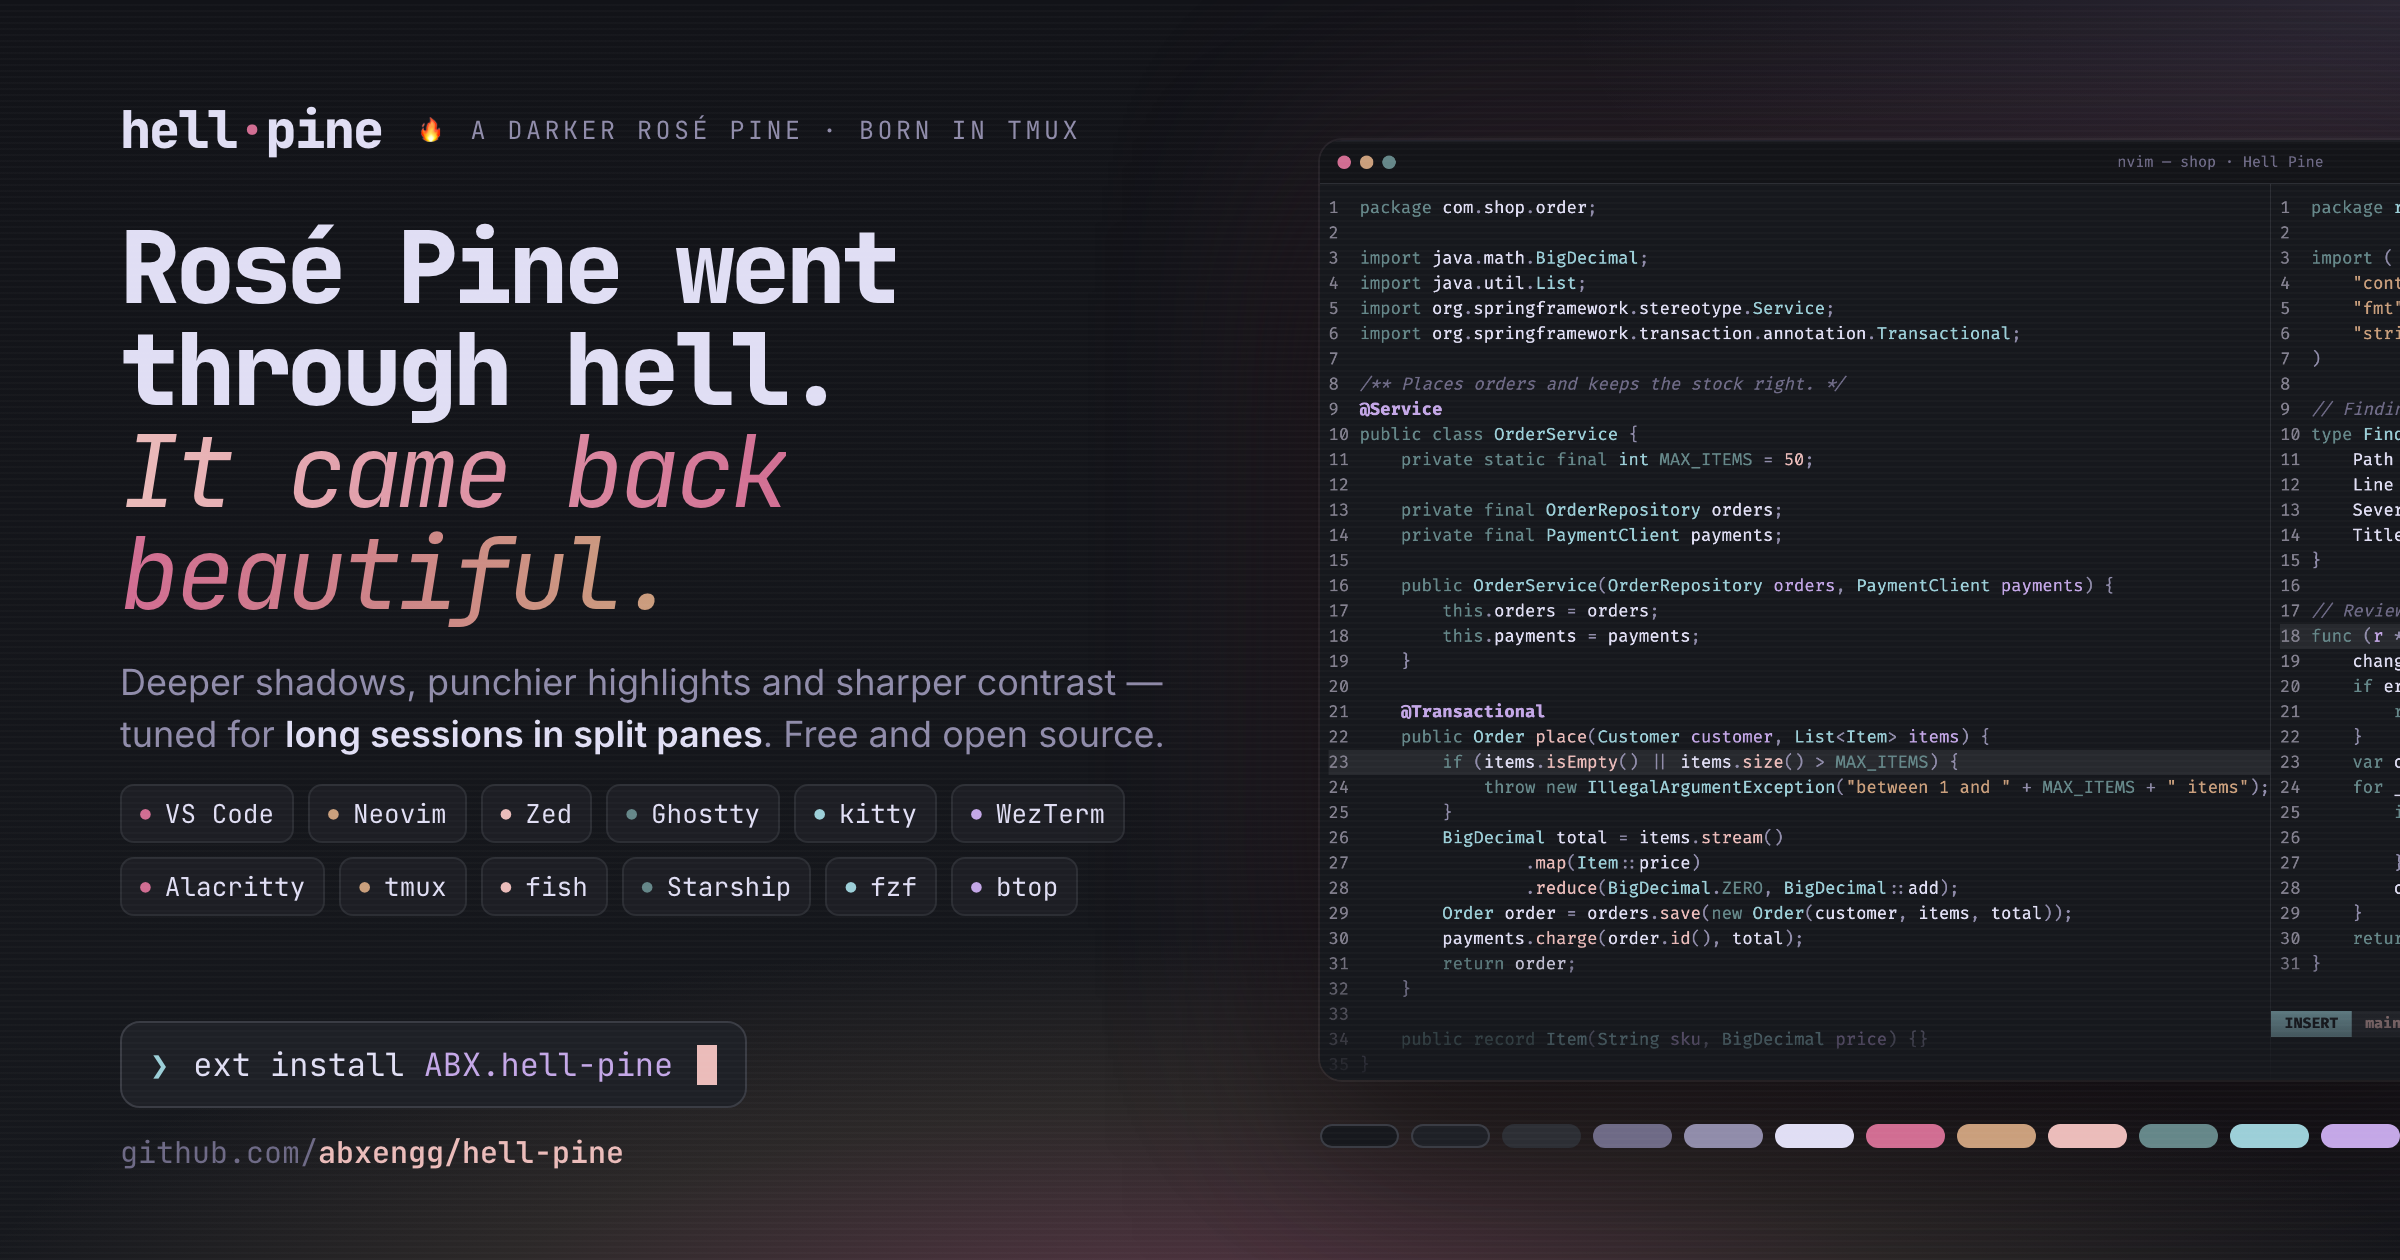 hell·pine 🔥 A DARKER ROSÉ PINE · BORN IN TMUX
Rosé Pine went
through hell.
It came back
beautiful.
Deeper shadows, punchier highlights and sharper contrast —
tuned for long sessions in split panes. Free and open source.
VS Code Neovim Zed Ghostty kitty WezTerm
Alacritty tmux fish Starship fzf btop
❯ ext install ABX.hell-pine
github.com/abxengg/hell-pine
nvim — shop · Hell Pine
1 package com.shop.order;
2
3 import java.math.BigDecimal;
4 import java.util.List;
5 import org.springframework.stereotype.Service;
6 import org.springframework.transaction.annotation.Transactional;
7
8 /** Places orders and keeps the stock right. */
9 @Service
10 public class OrderService {
11     private static final int MAX_ITEMS = 50;
12
13     private final OrderRepository orders;
14     private final PaymentClient payments;
15
16     public OrderService(OrderRepository orders, PaymentClient payments) {
17         this.orders = orders;
18         this.payments = payments;
19     }
20
21     @Transactional
22     public Order place(Customer customer, List<Item> items) {
23         if (items.isEmpty() || items.size() > MAX_ITEMS) {
24             throw new IllegalArgumentException("between 1 and " + MAX_ITEMS + " items");
25         }
26         BigDecimal total = items.stream()
27                 .map(Item::price)
28                 .reduce(BigDecimal.ZERO, BigDecimal::add);
29         Order order = orders.save(new Order(customer, items, total));
30         payments.charge(order.id(), total);
31         return order;
32     }
33
34     public record Item(String sku, BigDecimal price) {}
35 }
1 package
2
3 import (
4     "cont
5     "fmt"
6     "stri
7 )
8
9 // Findin
10 type Find
11     Path
12     Line
13     Sever
14     Title
15 }
16
17 // Review
18 func (r
19     chang
20     if er
21
22     }
23     var
24     for _
25
26
27
28
29     }
30     retur
31 }
INSERT main